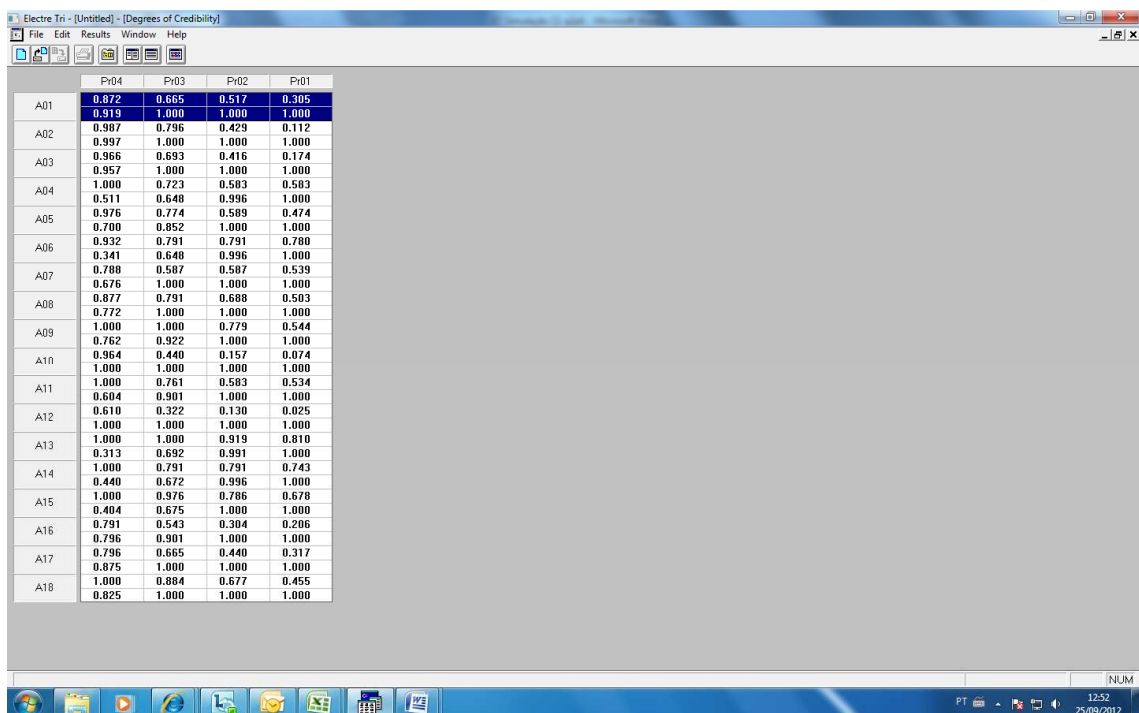 Electre Tri - [Untitled] - [Degrees of Credibility]
File Edit Results Window Help
Pr04 Pr03 Pr02 Pr01
A01 0.872 0.665 0.517 0.305
0.919 1.000 1.000 1.000
A02 0.987 0.796 0.429 0.112
0.997 1.000 1.000 1.000
A03 0.966 0.693 0.416 0.174
0.957 1.000 1.000 1.000
A04 1.000 0.723 0.583 0.583
0.511 0.648 0.996 1.000
A05 0.976 0.774 0.589 0.474
0.700 0.852 1.000 1.000
A06 0.932 0.791 0.791 0.780
0.341 0.648 0.996 1.000
A07 0.788 0.587 0.587 0.539
0.676 1.000 1.000 1.000
A08 0.877 0.791 0.688 0.503
0.772 1.000 1.000 1.000
A09 1.000 1.000 0.779 0.544
0.762 0.922 1.000 1.000
A10 0.964 0.440 0.157 0.074
1.000 1.000 1.000 1.000
A11 1.000 0.761 0.583 0.534
0.604 0.901 1.000 1.000
A12 0.610 0.322 0.130 0.025
1.000 1.000 1.000 1.000
A13 1.000 1.000 0.919 0.810
0.313 0.692 0.991 1.000
A14 1.000 0.791 0.791 0.743
0.440 0.672 0.996 1.000
A15 1.000 0.976 0.786 0.678
0.404 0.675 1.000 1.000
A16 0.791 0.543 0.304 0.206
0.796 0.901 1.000 1.000
A17 0.796 0.665 0.440 0.317
0.875 1.000 1.000 1.000
A18 1.000 0.884 0.677 0.455
0.825 1.000 1.000 1.000
NUM
PT 12:52
25/09/2012